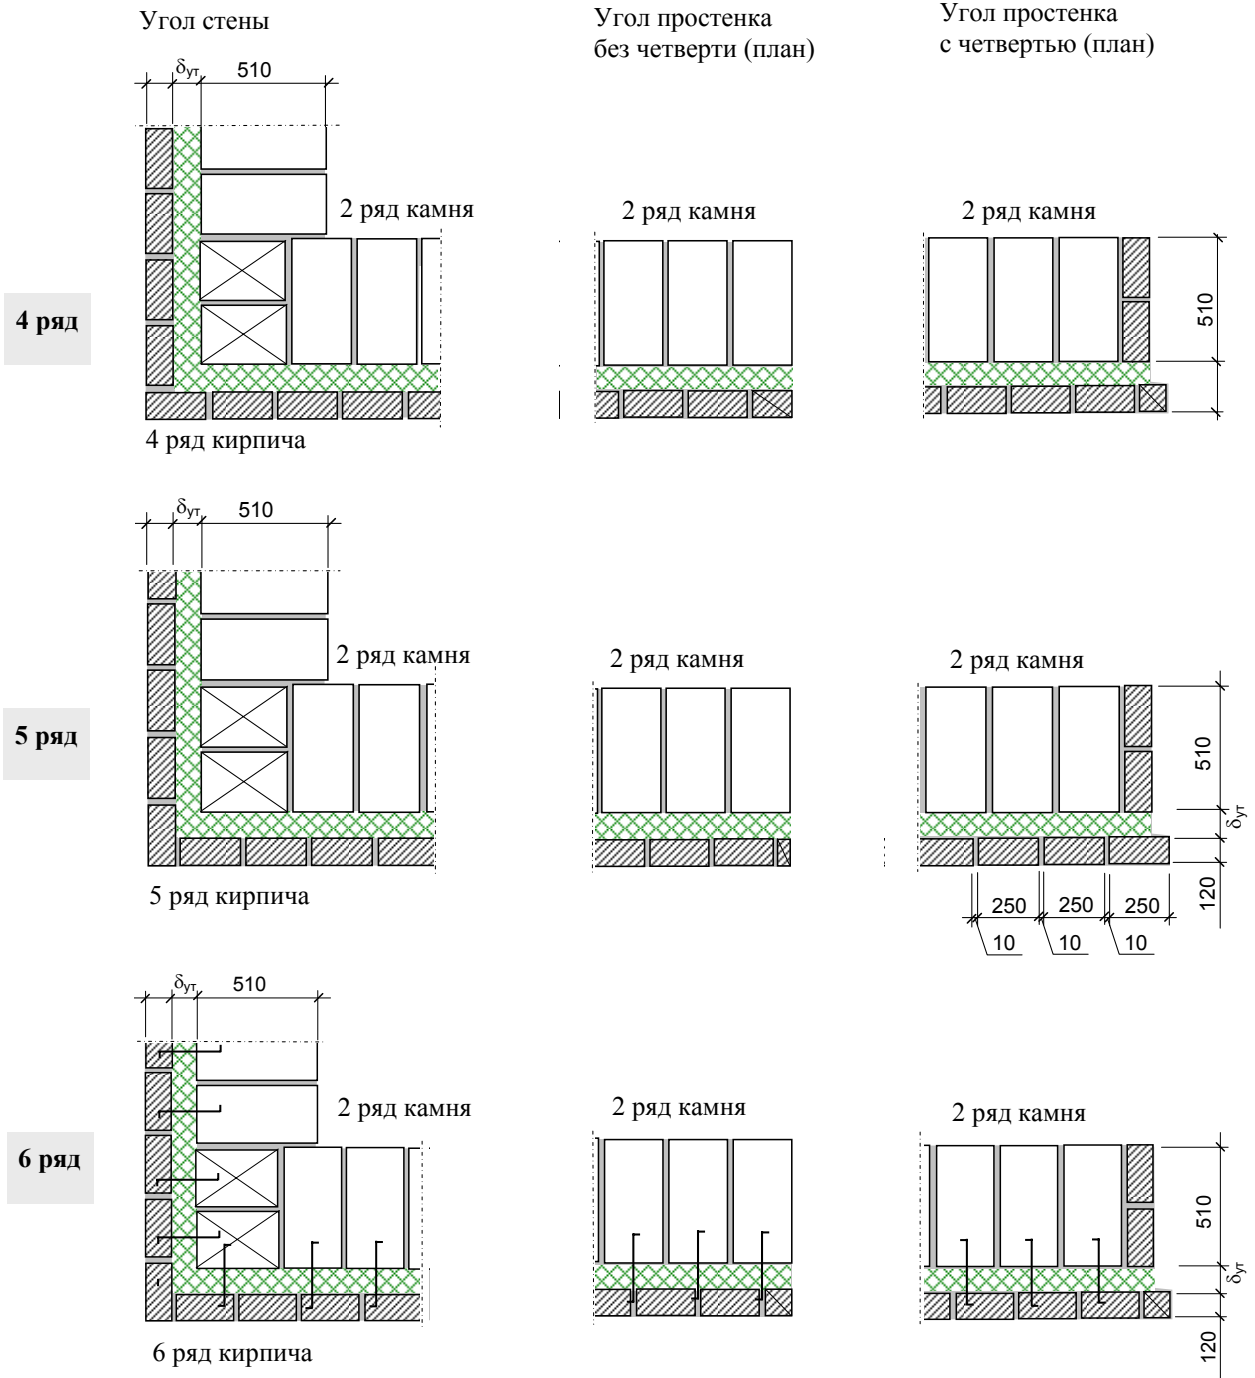 Угол стены
Угол простенка
без четверти (план)
Угол простенка
с четвертью (план)
δут
510
2 ряд камня
2 ряд камня
2 ряд камня
4 ряд
510
4 ряд кирпича
δут
510
2 ряд камня
2 ряд камня
2 ряд камня
5 ряд
510
δут
120
5 ряд кирпича
250
250
250
10
10
10
δут
510
2 ряд камня
2 ряд камня
2 ряд камня
6 ряд
510
δут
120
6 ряд кирпича